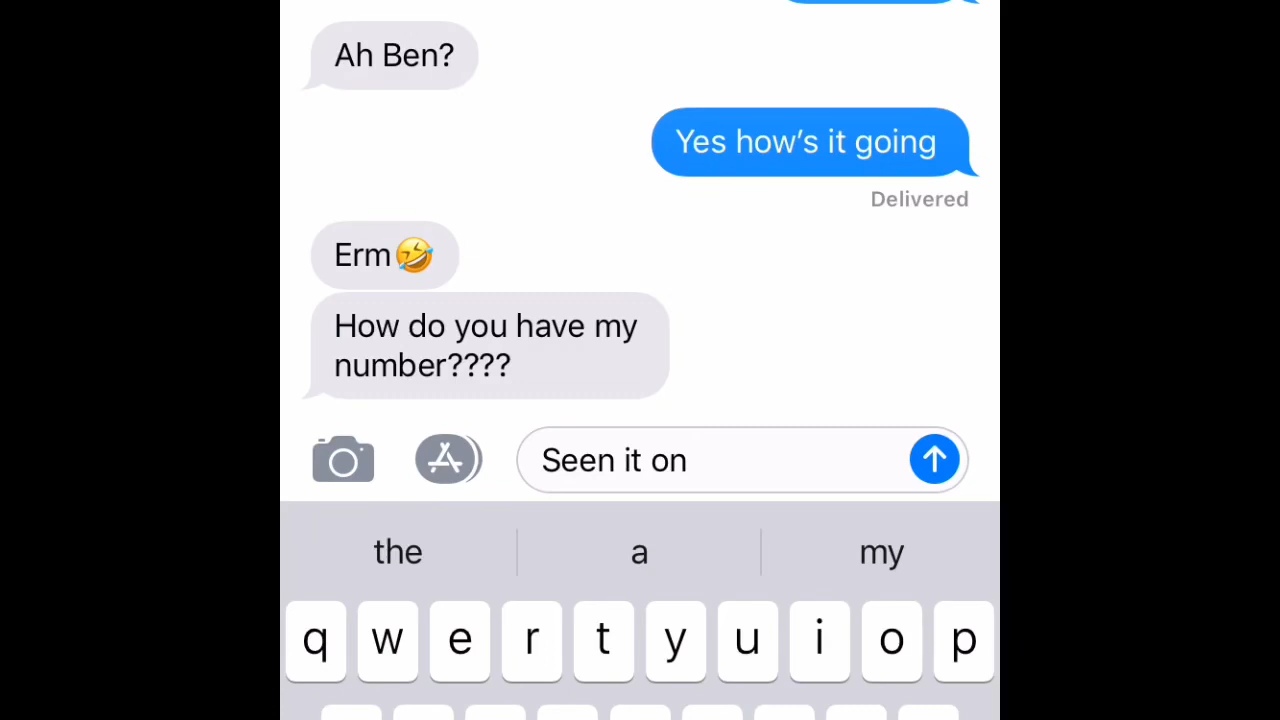 Ah Ben?
Yes how’s it going
Delivered
Erm🤣
How do you have my
number????
Seen it on
the a my
q w e r t y u i o p